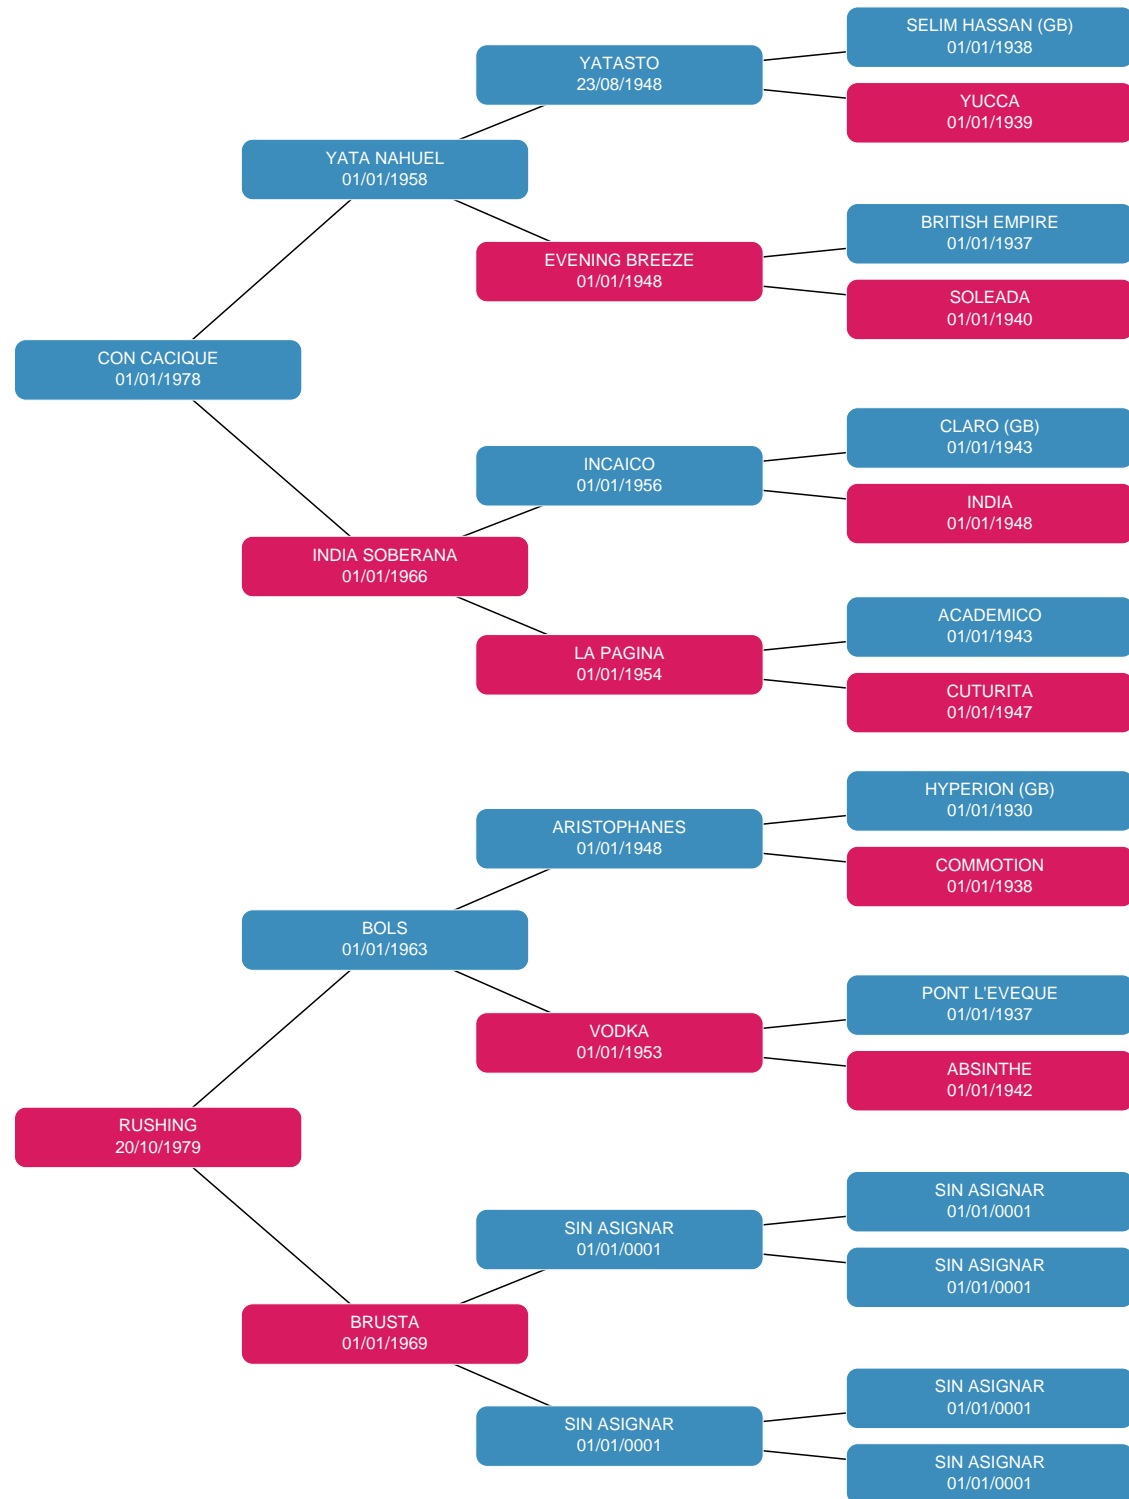 SELIM HASSAN (GB)
01/01/1938
YATASTO
23/08/1948
YUCCA
01/01/1939
YATA NAHUEL
01/01/1958
BRITISH EMPIRE
01/01/1937
EVENING BREEZE
01/01/1948
SOLEADA
01/01/1940
CON CACIQUE
01/01/1978
CLARO (GB)
01/01/1943
INCAICO
01/01/1956
INDIA
01/01/1948
INDIA SOBERANA
01/01/1966
ACADEMICO
01/01/1943
LA PAGINA
01/01/1954
CUTURITA
01/01/1947
HYPERION (GB)
01/01/1930
ARISTOPHANES
01/01/1948
COMMOTION
01/01/1938
BOLS
01/01/1963
PONT L'EVEQUE
01/01/1937
VODKA
01/01/1953
ABSINTHE
01/01/1942
RUSHING
20/10/1979
SIN ASIGNAR
01/01/0001
SIN ASIGNAR
01/01/0001
SIN ASIGNAR
01/01/0001
BRUSTA
01/01/1969
SIN ASIGNAR
01/01/0001
SIN ASIGNAR
01/01/0001
SIN ASIGNAR
01/01/0001